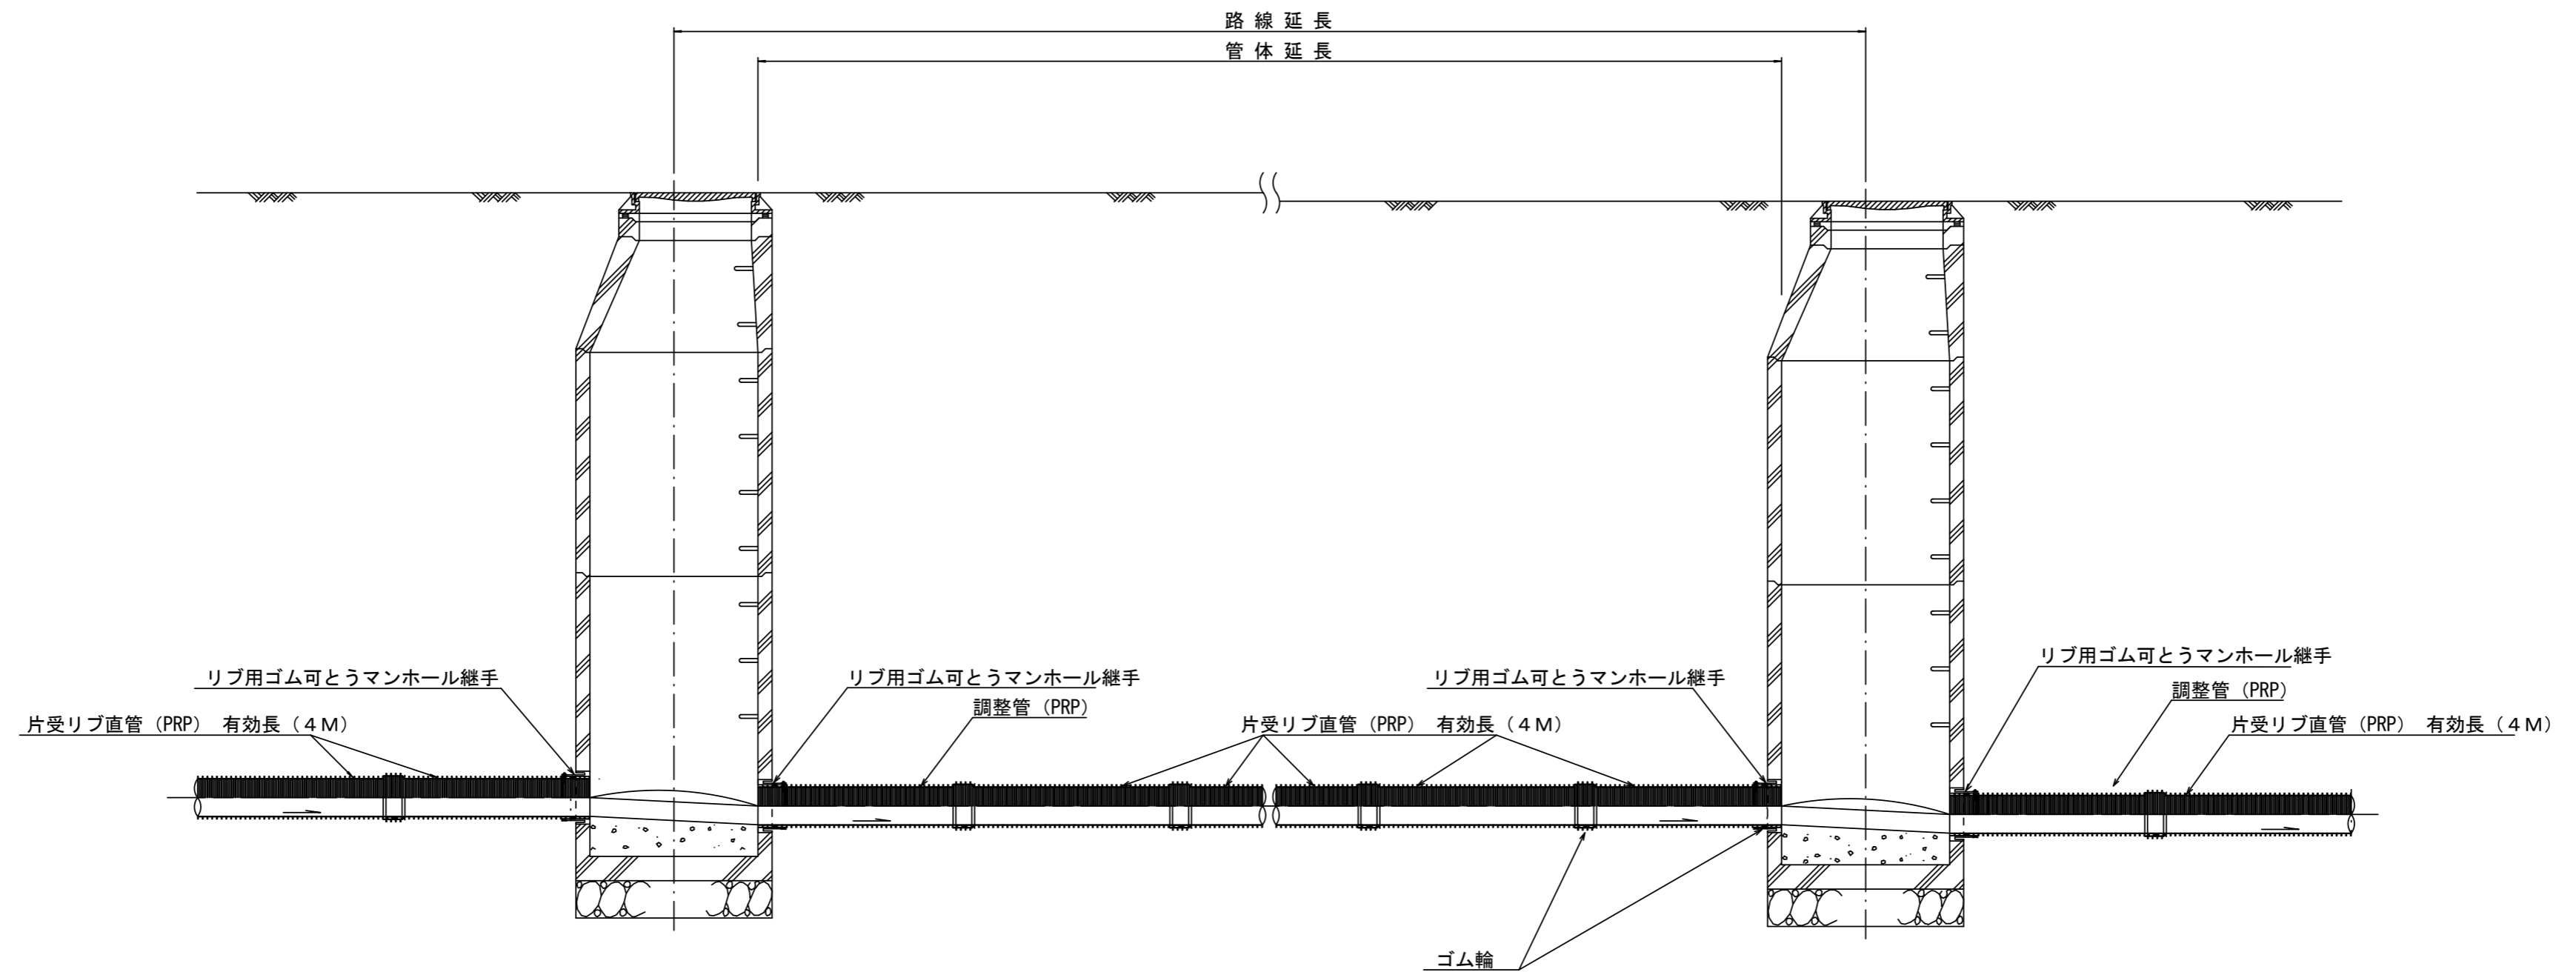 路線延長
管体延長
リブ用ゴム可とうマンホール継手
片受リブ直管（PRP） 有効長（４Ｍ）
リブ用ゴム可とうマンホール継手
調整管（PRP）
片受リブ直管（PRP） 有効長（４Ｍ）
リブ用ゴム可とうマンホール継手
リブ用ゴム可とうマンホール継手
調整管（PRP）
片受リブ直管（PRP） 有効長（４Ｍ）
ゴム輪